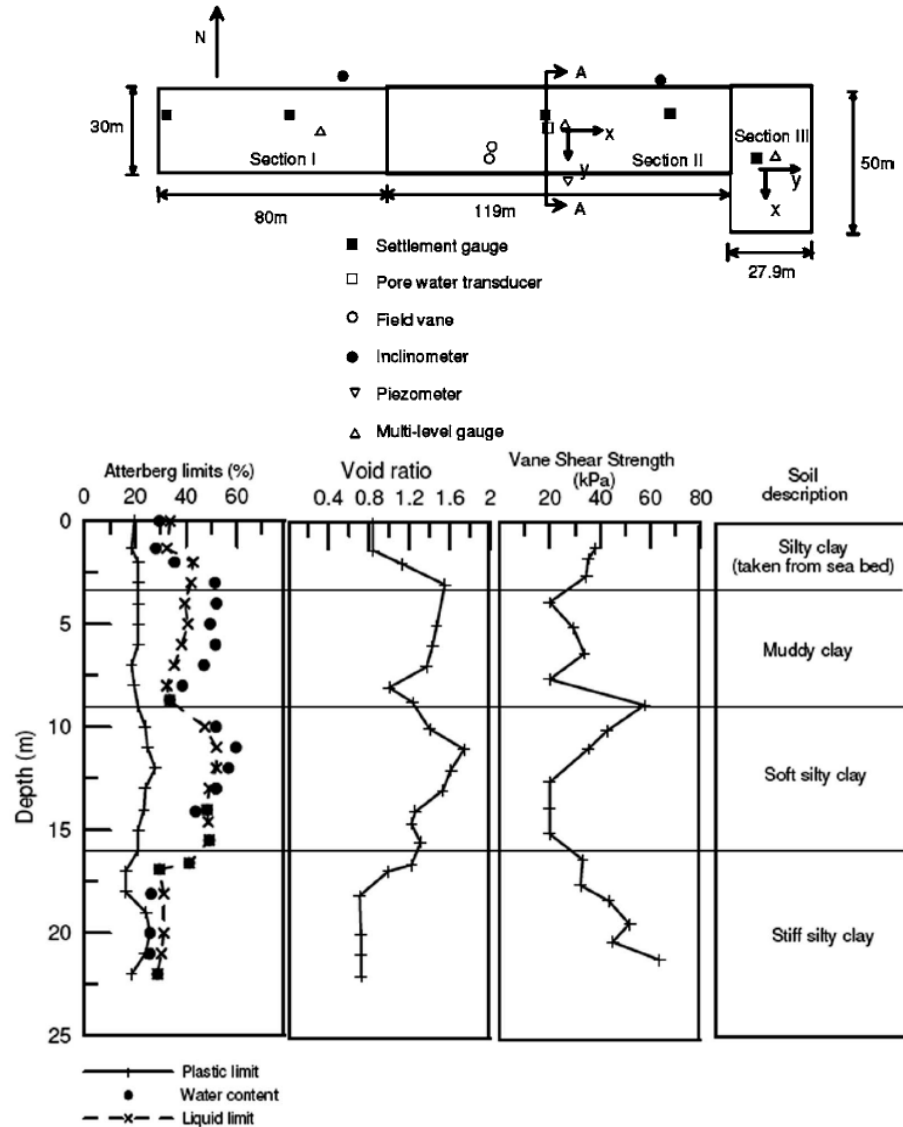 N
A
30m
x
Section I
Section II
y
A
Section III
y
x
50m
80m
119m
27.9m
Settlement gauge
Pore water transducer
Field vane
Inclinometer
Piezometer
Multi-level gauge
Atterberg limits (%)
0 20 40 60
Void ratio
0.4 0.8 1.2 1.6 2
Vane Shear Strength
(kPa)
0 20 40 60 80
Soil
description
Depth (m)
0
5
10
15
20
25
Silty clay
(taken from sea bed)
Muddy clay
Soft silty clay
Stiff silty clay
Plastic limit
Water content
Liquid limit